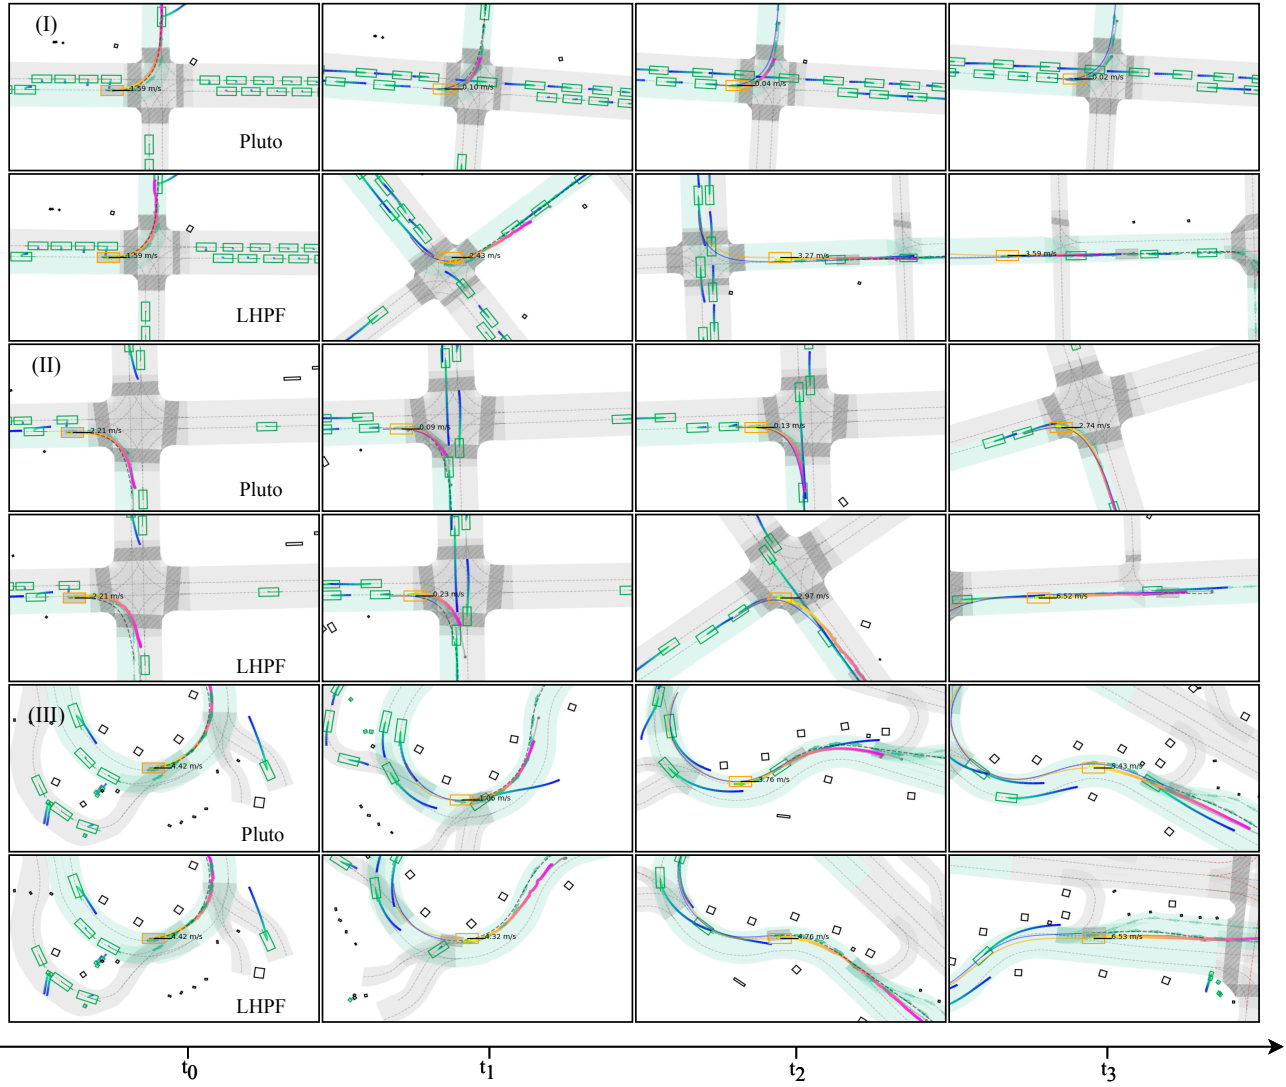 (I)
4.59 m/s
0.10 m/s
0.04 m/s
0.02 m/s
Pluto
4.59 m/s
2.43 m/s
3.27 m/s
3.59 m/s
LHPF
(II)
2.21 m/s
0.09 m/s
0.13 m/s
2.74 m/s
Pluto
2.21 m/s
0.23 m/s
2.97 m/s
6.52 m/s
LHPF
(III)
4.42 m/s
1.06 m/s
3.76 m/s
5.43 m/s
Pluto
4.42 m/s
4.32 m/s
4.76 m/s
6.53 m/s
LHPF
t0 t1 t2 t3